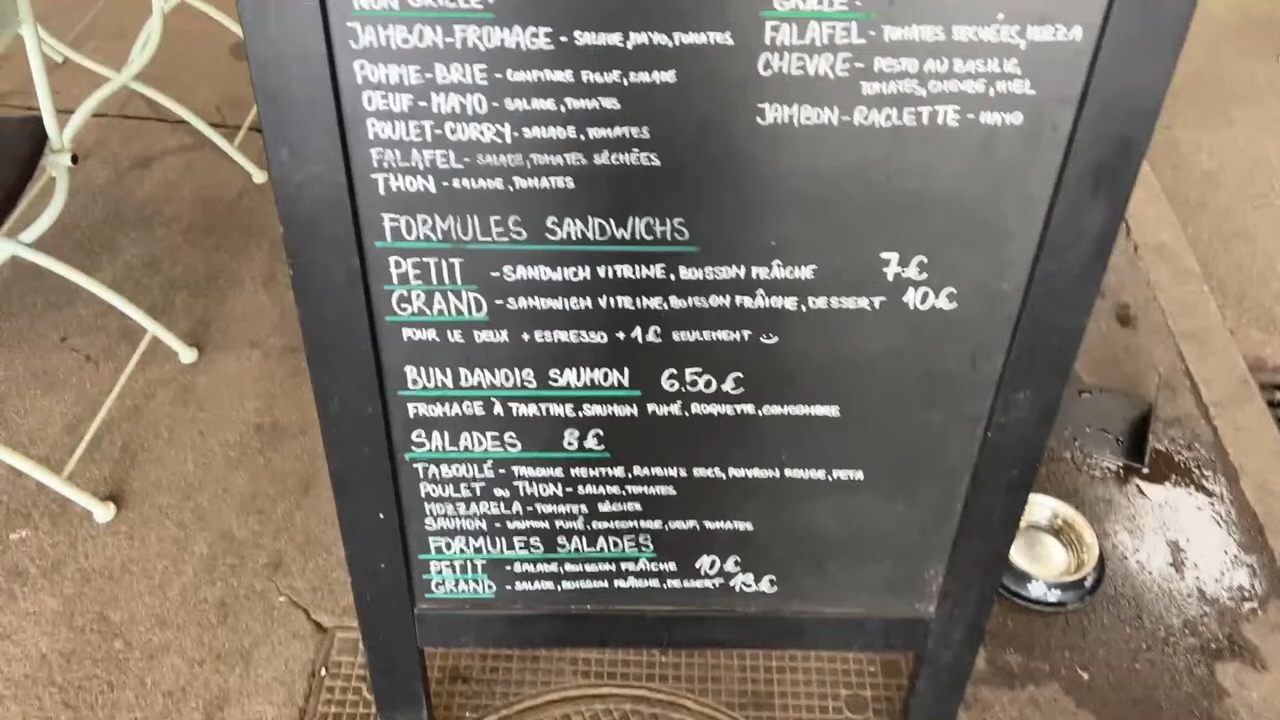 NON GRILLÉ-
JAMBON-FROMAGE - SALADE, MAYO, TOMATES
POMME-BRIE - CONFITURE FIGUE, SALADE
OEUF-MAYO - SALADE, TOMATES
POULET-CURRY - SALADE, TOMATES
FALAFEL - SALADE, TOMATES SÉCHÉES
THON - SALADE, TOMATES
GRILLÉ-
FALAFEL - TOMATES SÉCHÉES, MOZZA
CHEVRE - PESTO AU BASILIC,
TOMATES, CHEVRE, MIEL
JAMBON-RACLETTE - MAYO
FORMULES SANDWICHS
PETIT - SANDWICH VITRINE, BOISSON FRAÎCHE 7€
GRAND - SANDWICH VITRINE, BOISSON FRAÎCHE, DESSERT 10€
POUR LE DEUX + ESPRESSO + 1€ SEULEMENT
BUN DANOIS SAUMON 6.50€
FROMAGE À TARTINE, SAUMON FUMÉ, ROQUETTE, CONCOMBRE
SALADES 8€
TABOULÉ - TABOULE MENTHE, RAISINS SECS, POIVRON ROUGE, FETA
POULET ou THON - SALADE, TOMATES
MOZZARELA - TOMATES SÉCHÉE
SAUMON - SAUMON FUMÉ, CONCOMBRE, OEUF, TOMATES
FORMULES SALADES
PETIT - SALADE, BOISSON FRAÎCHE 10€
GRAND - SALADE, BOISSON FRAÎCHE, DESSERT 13€